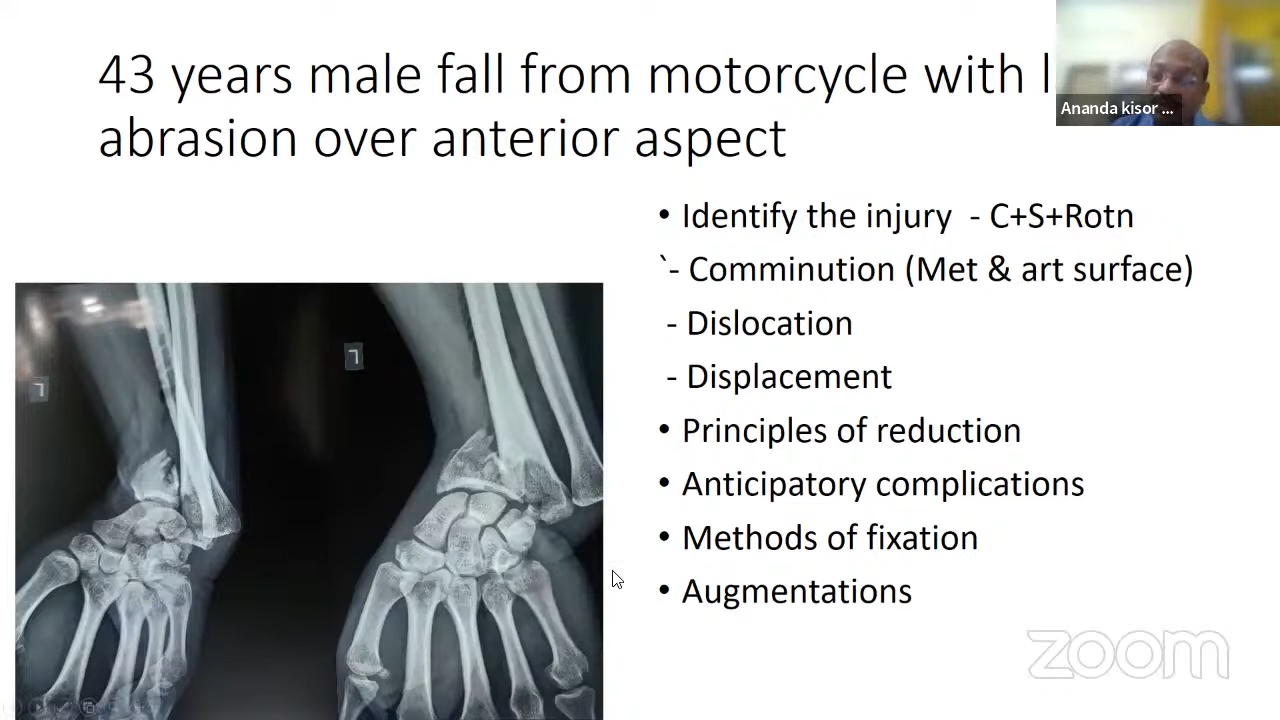 43 years male fall from motorcycle with
abrasion over anterior aspect
Ananda kisor ...
• Identify the injury - C+S+Rotn
`- Comminution (Met & art surface)
- Dislocation
- Displacement
• Principles of reduction
• Anticipatory complications
• Methods of fixation
• Augmentations
L
L
zoom